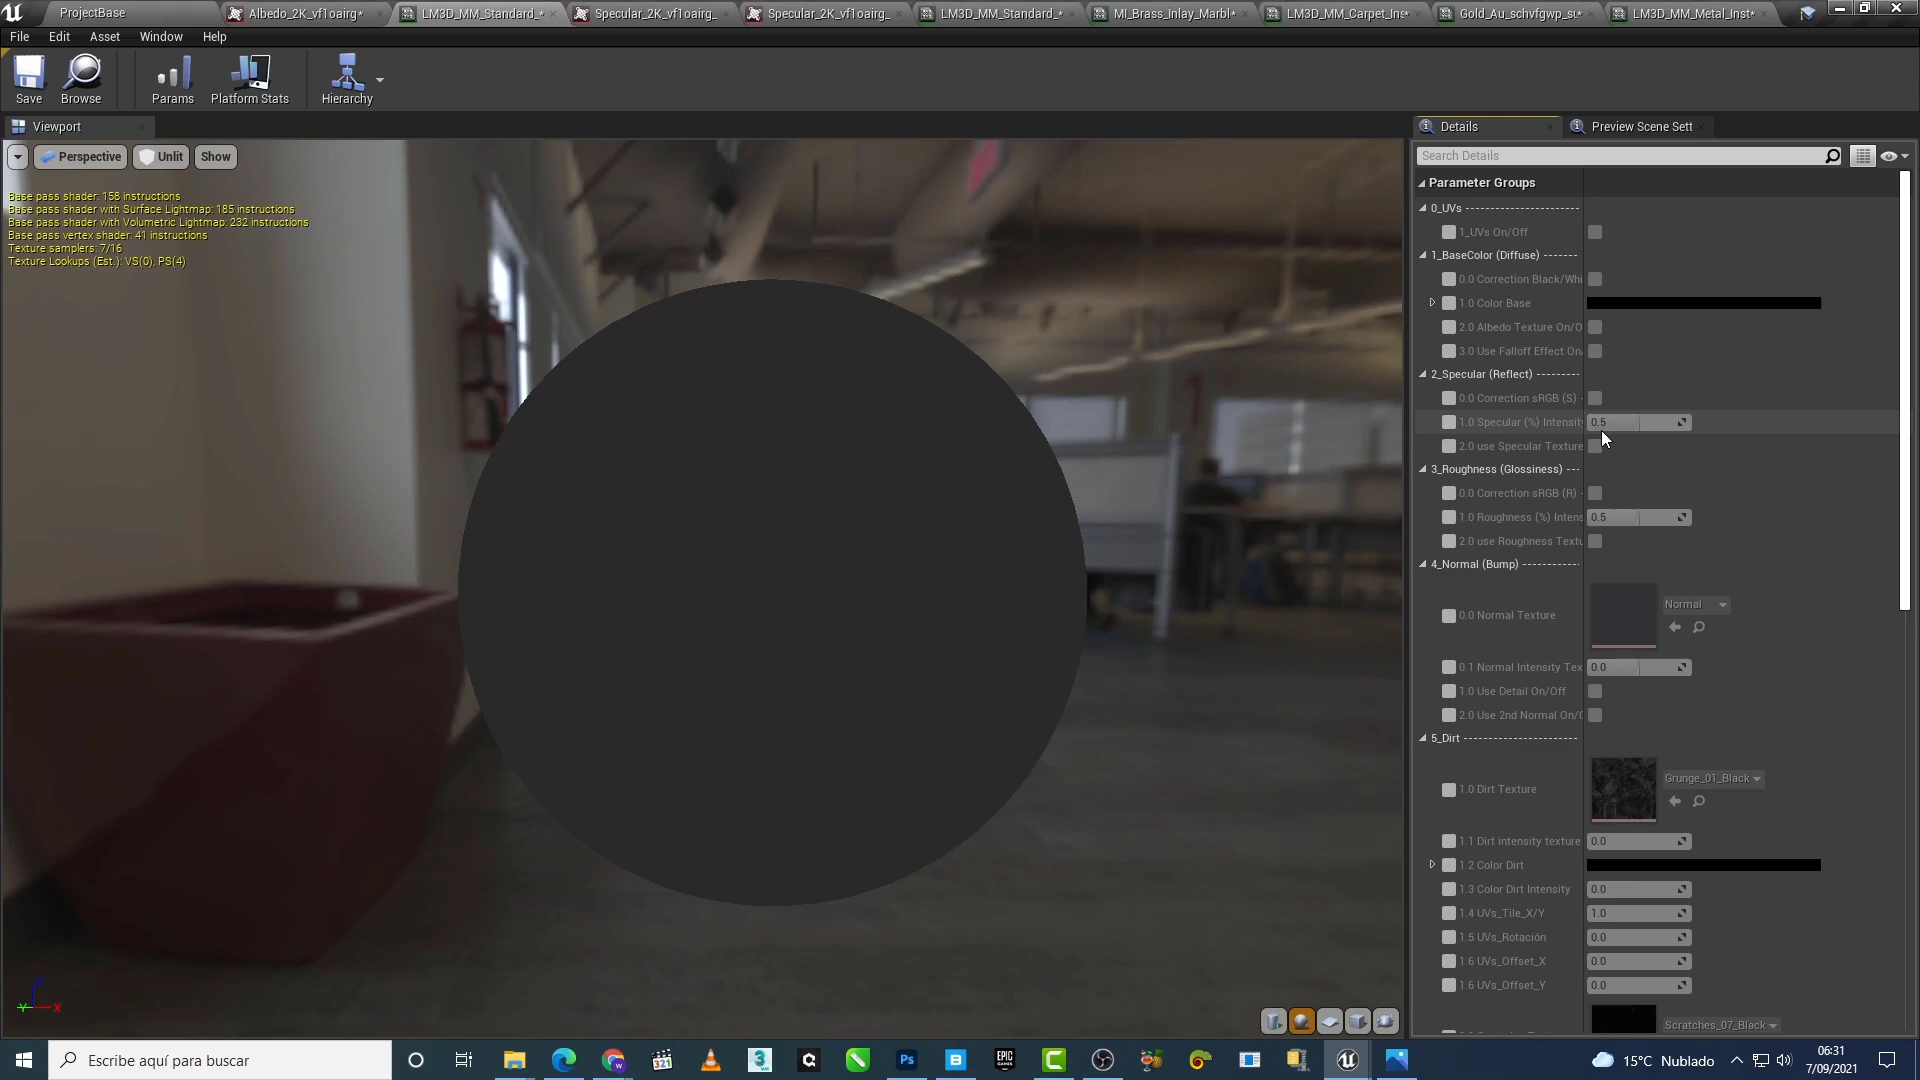 ProjectBase
Albedo_2K_vf1oairg*
LM3D_MM_Standard_*
Specular_2K_vf1oairg_
Specular_2K_vf1oairg_
LM3D_MM_Standard_*
MI_Brass_Inlay_Marbl*
LM3D_MM_Carpet_Ins*
Gold_Au_schvfgwp_su*
LM3D_MM_Metal_Inst*
File Edit Asset Window Help
Save
Browse
Params
Platform Stats
Hierarchy
Viewport
Perspective
Unlit
Show
Base pass shader: 158 instructions
Base pass shader with Surface Lightmap: 185 instructions
Base pass shader with Volumetric Lightmap: 232 instructions
Base pass vertex shader: 41 instructions
Texture samplers: 7/16
Texture Lookups (Est.): VS(0), PS(4)
Z
Y
X
Details
Preview Scene Sett
Search Details
Parameter Groups
0_UVs --------------------
1_UVs On/Off
1_BaseColor (Diffuse) -------
0.0 Correction Black/Whi
1.0 Color Base
2.0 Albedo Texture On/O
3.0 Use Falloff Effect On/
2_Specular (Reflect) ---------
0.0 Correction sRGB (S) -
1.0 Specular (%) Intensity 0.5
2.0 use Specular Texture
3_Roughness (Glossiness) ---
0.0 Correction sRGB (R) -
1.0 Roughness (%) Intens 0.5
2.0 use Roughness Textu
4_Normal (Bump) ------------
0.0 Normal Texture
Normal
0.1 Normal Intensity Tex 0.0
1.0 Use Detail On/Off
2.0 Use 2nd Normal On/O
5_Dirt ---------------------
1.0 Dirt Texture
Grunge_01_Black
1.1 Dirt intensity texture 0.0
1.2 Color Dirt
1.3 Color Dirt Intensity 0.0
1.4 UVs_Tile_X/Y 1.0
1.5 UVs_Rotación 0.0
1.6 UVs_Offset_X 0.0
1.6 UVs_Offset_Y 0.0
Scratches_07_Black
Escribe aquí para buscar
321
3
Ps
B
EPIC GAMES
C
15°C Nublado
06:31
7/09/2021